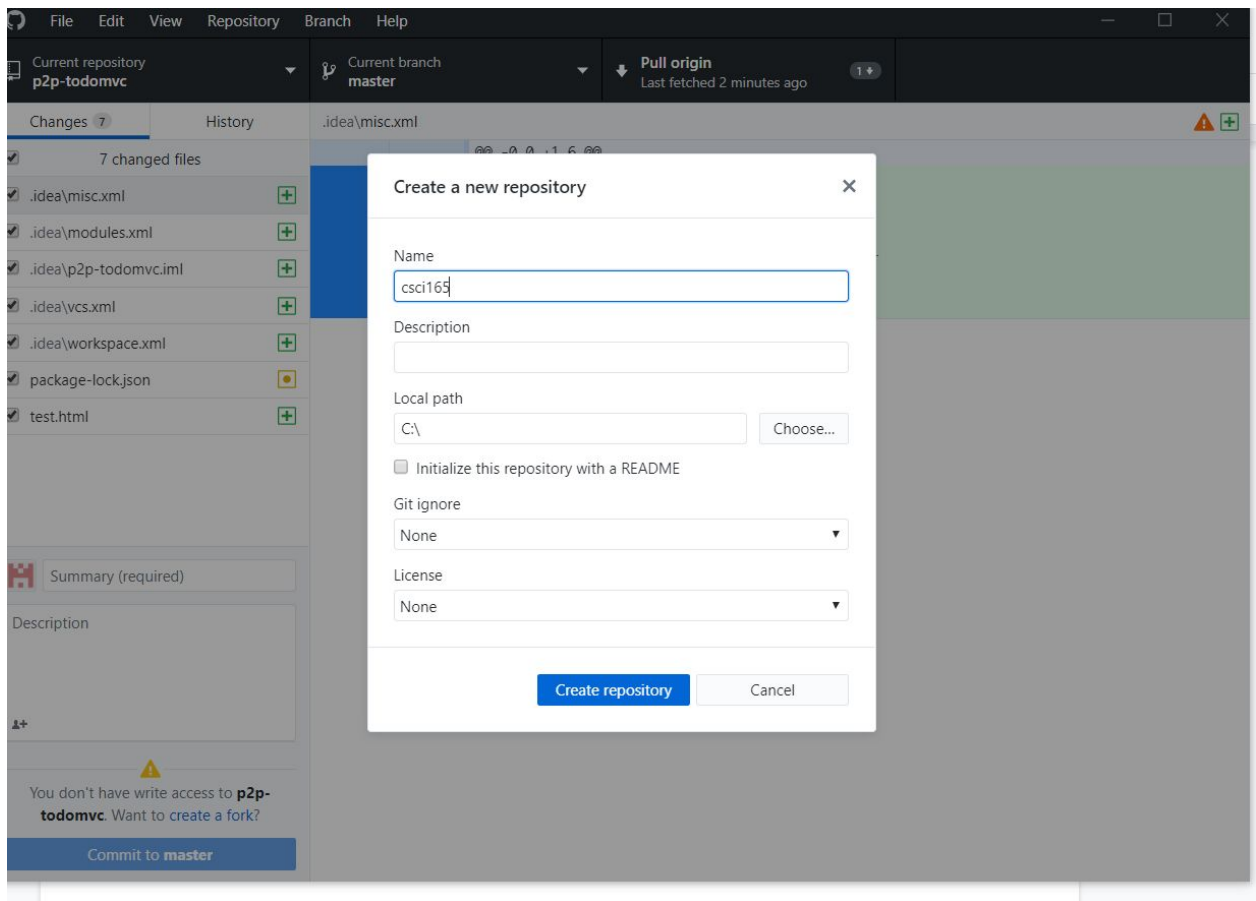 File Edit View Repository Branch Help
Current repository
p2p-todomvc
Current branch
master
Pull origin
Last fetched 2 minutes ago
1
Changes 7
History
.idea\misc.xml
7 changed files
@@ -0,0 +1,6 @@
.idea\misc.xml
.idea\modules.xml
.idea\p2p-todomvc.iml
.idea\vcs.xml
.idea\workspace.xml
package-lock.json
test.html
Summary (required)
Description
You don't have write access to p2p-
todomvc. Want to create a fork?
Commit to master
Create a new repository
Name
csci165
Description
Local path
C:\
Choose...
Initialize this repository with a README
Git ignore
None
License
None
Create repository
Cancel